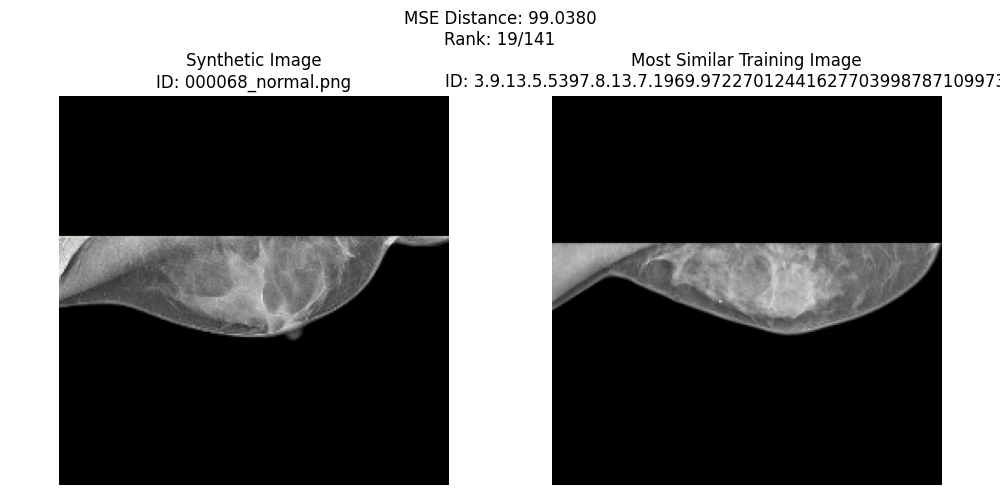 MSE Distance: 99.0380
Rank: 19/141
Synthetic Image
ID: 000068_normal.png
Most Similar Training Image
ID: 3.9.13.5.5397.8.13.7.1969.97227012441627703998787109973